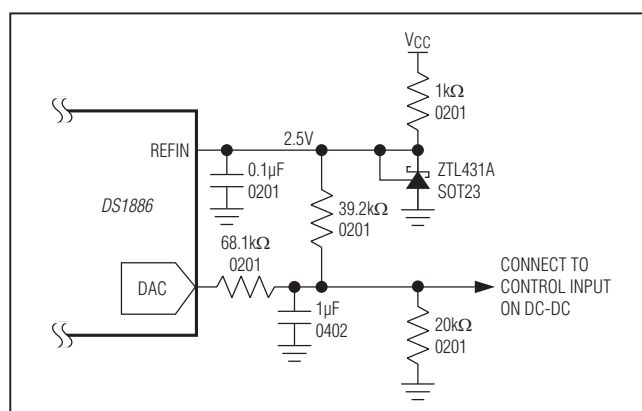 VCC
1kΩ
0201
REFIN
2.5V
0.1µF
0201
ZTL431A
SOT23
DS1886
39.2kΩ
0201
68.1kΩ
0201
DAC
CONNECT TO
CONTROL INPUT
ON DC-DC
1µF
0402
20kΩ
0201